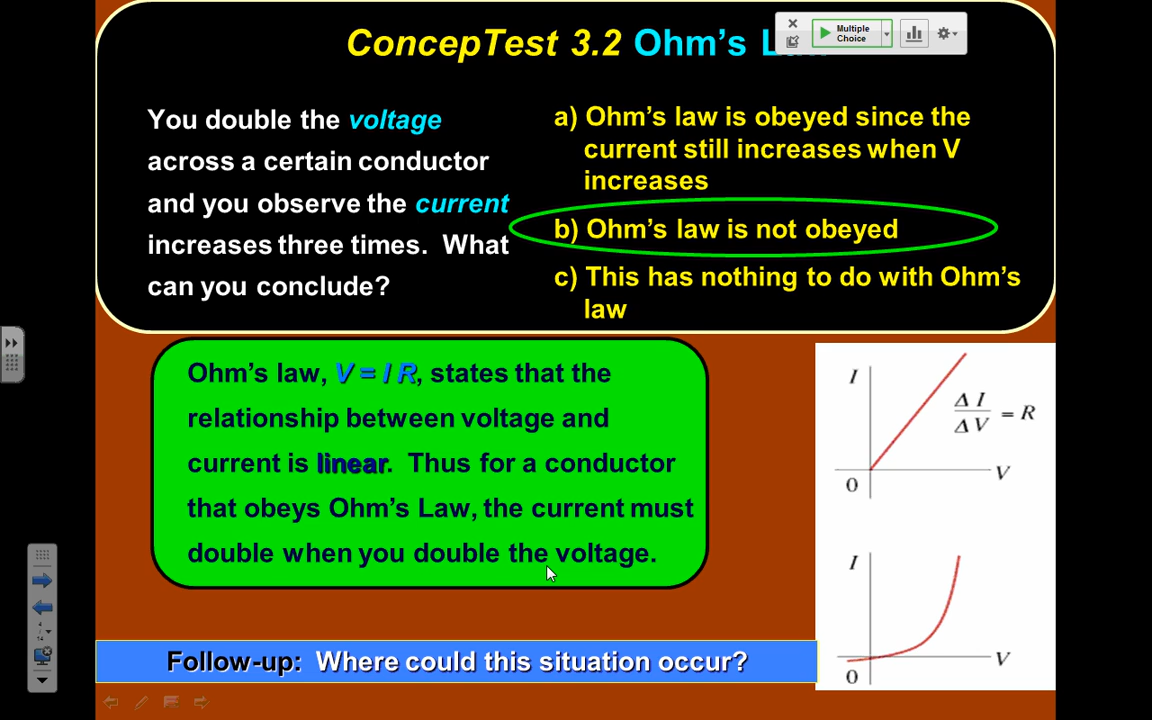 ConcepTest 3.2 Ohm's
Multiple
Choice
You double the voltage
across a certain conductor
and you observe the current
increases three times. What
can you conclude?
a) Ohm's law is obeyed since the
current still increases when V
increases
b) Ohm's law is not obeyed
c) This has nothing to do with Ohm's
law
Ohm's law, V = I R, states that the
relationship between voltage and
current is linear. Thus for a conductor
that obeys Ohm's Law, the current must
double when you double the voltage.
I
Δ I
Δ V
= R
V
0
I
V
0
Follow-up: Where could this situation occur?
4
/
14